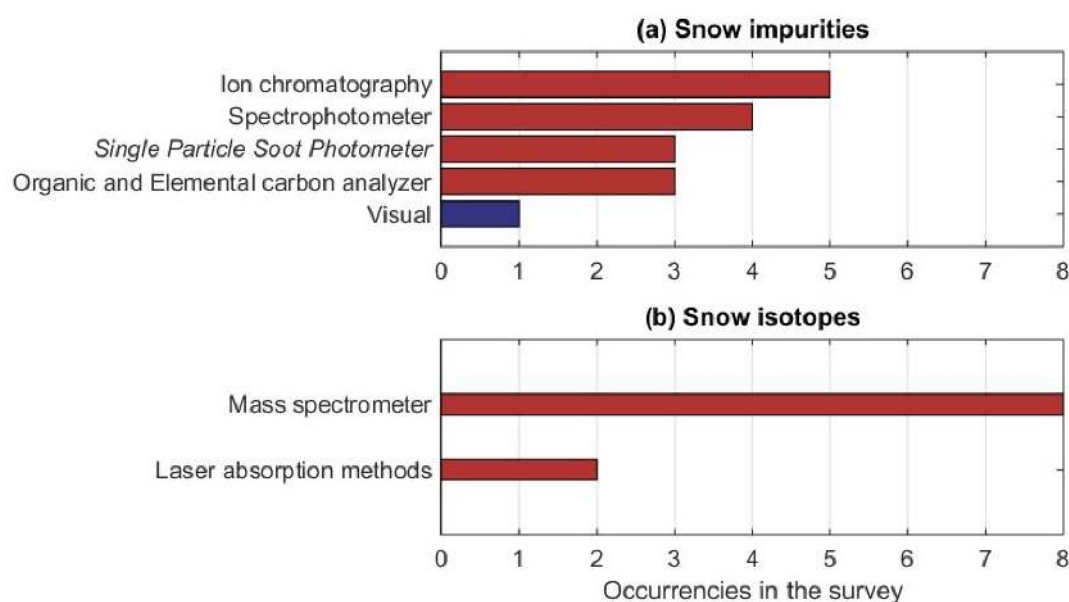 (a) Snow impurities
Ion chromatography
Spectrophotometer
Single Particle Soot Photometer
Organic and Elemental carbon analyzer
Visual
0 1 2 3 4 5 6 7 8
(b) Snow isotopes
Mass spectrometer
Laser absorption methods
0 1 2 3 4 5 6 7 8
Occurrencies in the survey